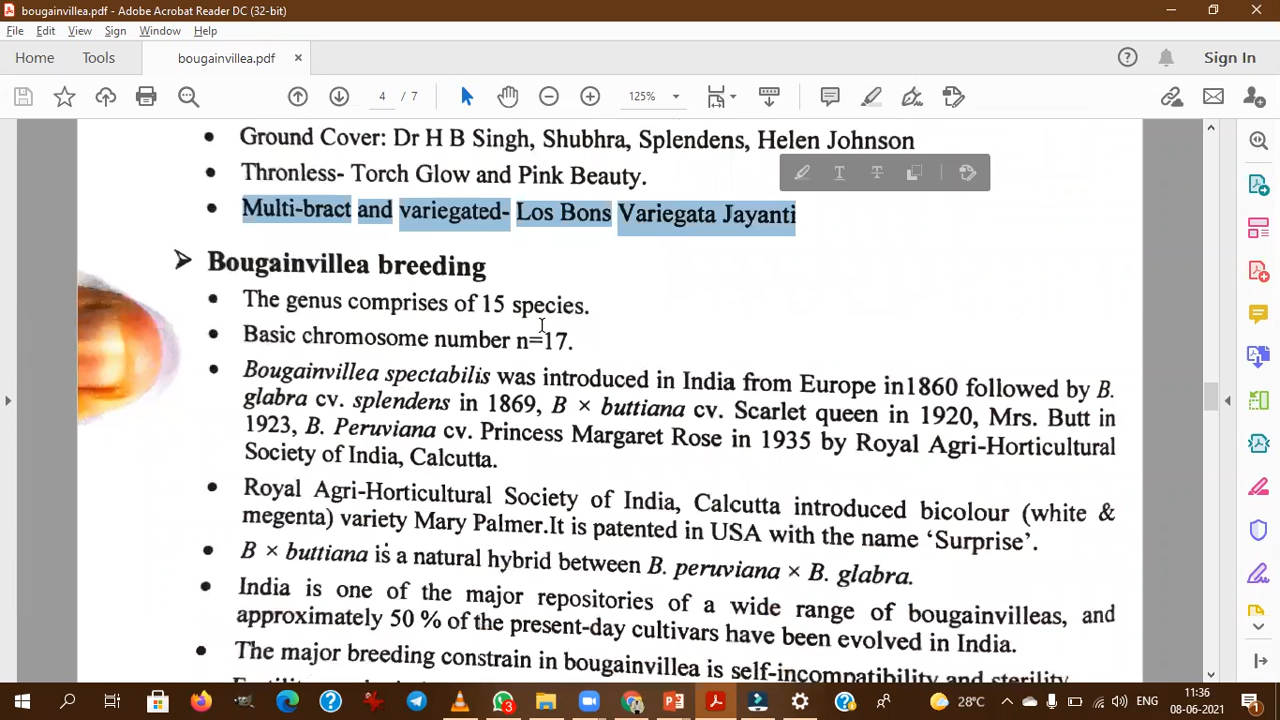 bougainvillea.pdf - Adobe Acrobat Reader DC (32-bit)
File Edit View Sign Window Help
Home Tools bougainvillea.pdf × Sign In
4 / 7 125%
• Ground Cover: Dr H B Singh, Shubhra, Splendens, Helen Johnson
• Thronless- Torch Glow and Pink Beauty.
• Multi-bract and variegated- Los Bons Variegata Jayanti
➢ Bougainvillea breeding
• The genus comprises of 15 species.
• Basic chromosome number n=17.
• Bougainvillea spectabilis was introduced in India from Europe in1860 followed by B.
glabra cv. splendens in 1869, B × buttiana cv. Scarlet queen in 1920, Mrs. Butt in
1923, B. Peruviana cv. Princess Margaret Rose in 1935 by Royal Agri-Horticultural
Society of India, Calcutta.
• Royal Agri-Horticultural Society of India, Calcutta introduced bicolour (white &
megenta) variety Mary Palmer.It is patented in USA with the name ‘Surprise’.
• B × buttiana is a natural hybrid between B. peruviana × B. glabra.
• India is one of the major repositories of a wide range of bougainvilleas, and
approximately 50 % of the present-day cultivars have been evolved in India.
• The major breeding constrain in bougainvillea is self-incompatibility and sterility
3
28°C ENG 11:36
08-06-2021